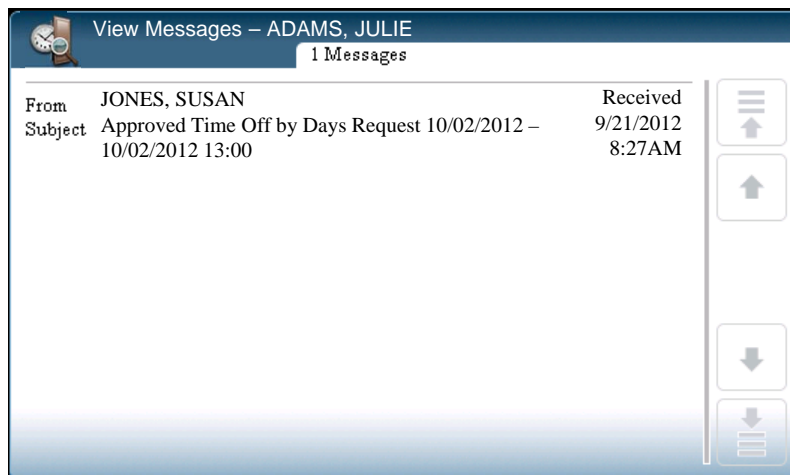 View Messages – ADAMS, JULIE
1 Messages
From JONES, SUSAN Received
Subject Approved Time Off by Days Request 10/02/2012 – 9/21/2012
10/02/2012 13:00 8:27AM